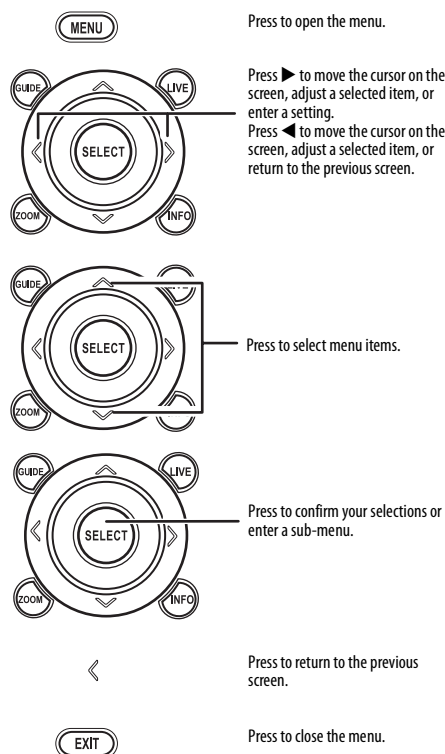 MENU
Press to open the menu.
GUIDE
LIVE
SELECT
ZOOM
INFO
Press ▶ to move the cursor on the
screen, adjust a selected item, or
enter a setting.
Press ◀ to move the cursor on the
screen, adjust a selected item, or
return to the previous screen.
GUIDE
SELECT
ZOOM
Press to select menu items.
GUIDE
LIVE
SELECT
ZOOM
INFO
Press to confirm your selections or
enter a sub-menu.
Press to return to the previous
screen.
EXIT
Press to close the menu.